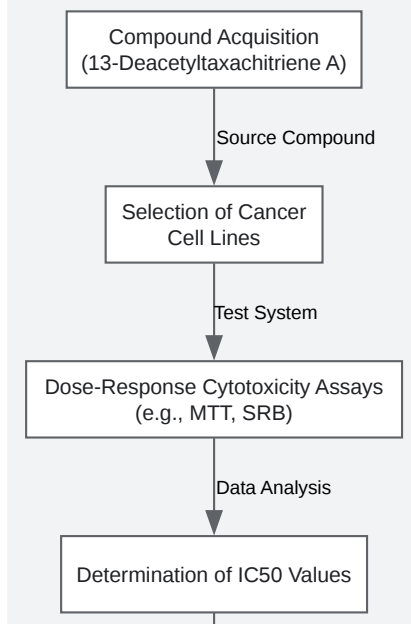 Compound Acquisition
(13-Deacetyltaxachitriene A)
Source Compound
Selection of Cancer
Cell Lines
Test System
Dose-Response Cytotoxicity Assays
(e.g., MTT, SRB)
Data Analysis
Determination of IC50 Values